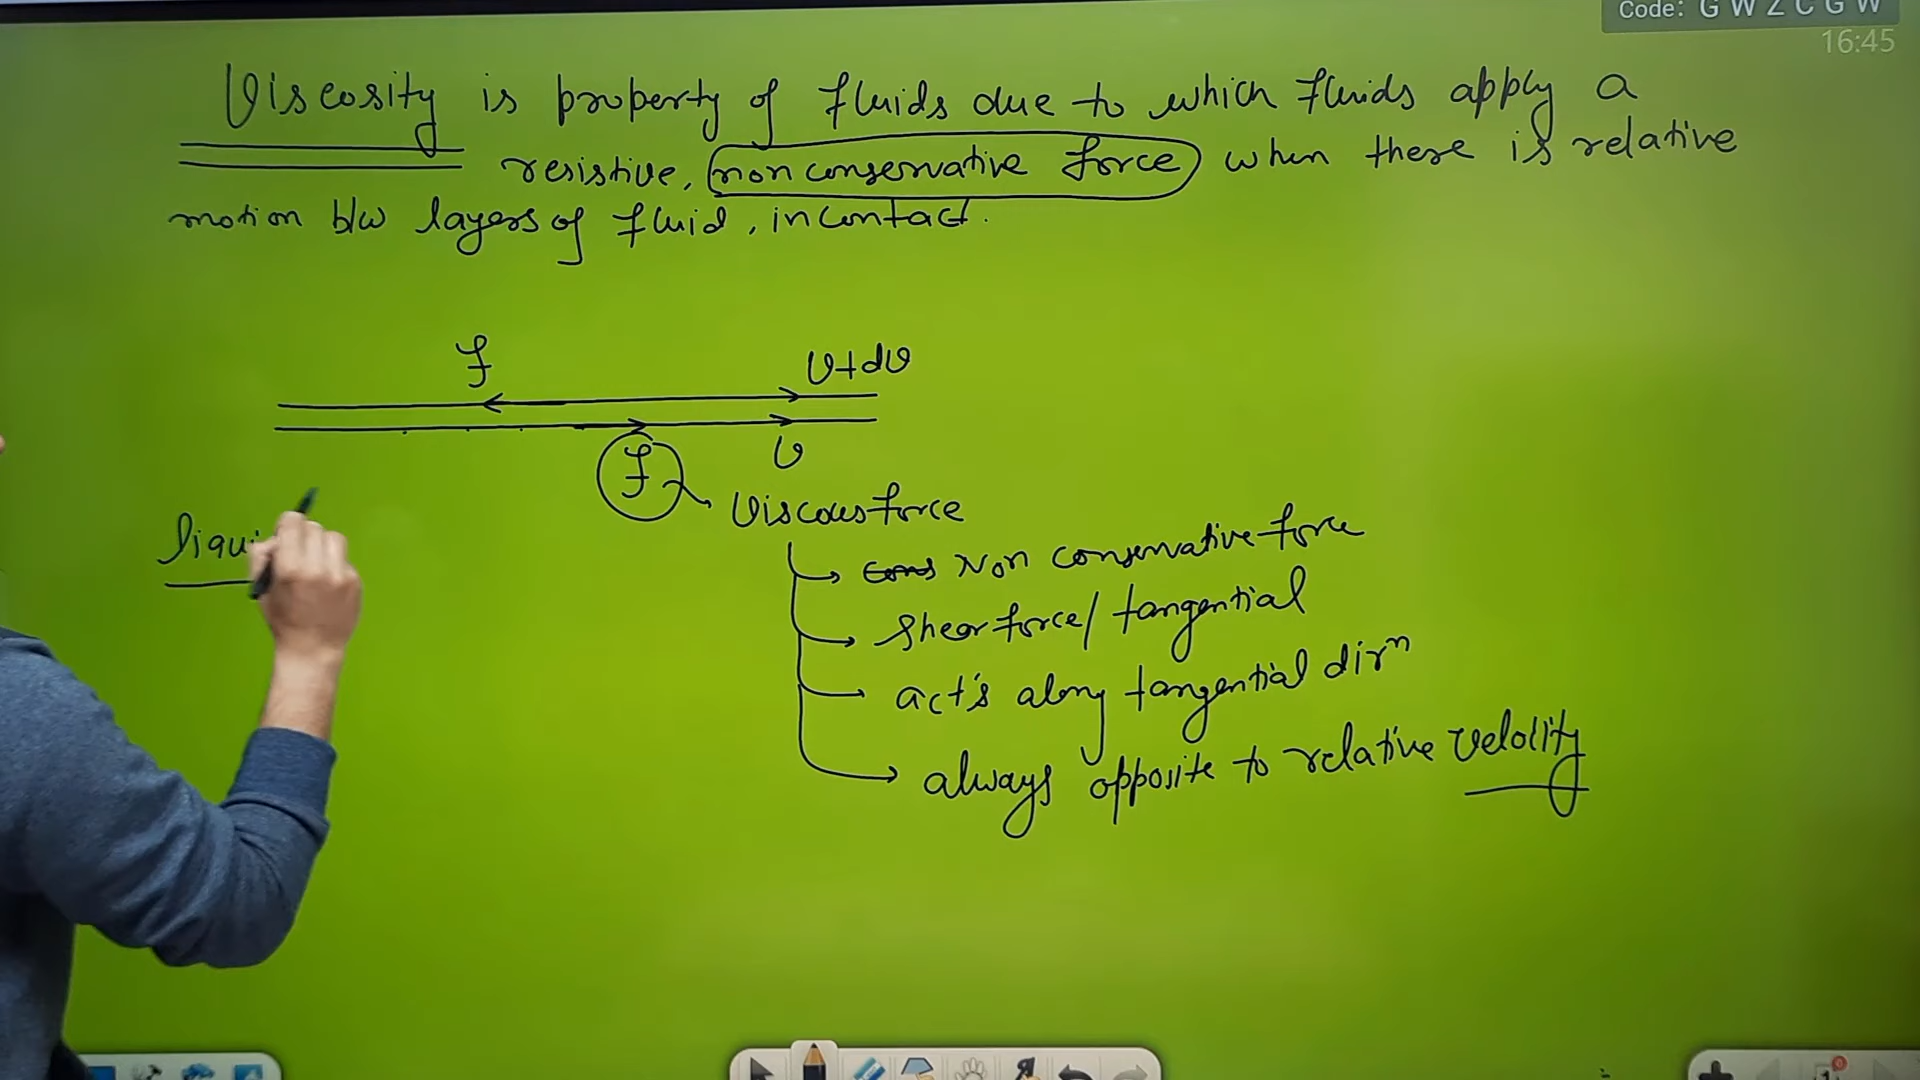 Code: G W Z C G W
16:45
Viscosity is property of fluids due to which fluids apply a
resistive, non conservative force when there is relative
motion b/w layers of fluid, in contact.
f
v+dv
f
v
Viscous force
Cons Non conservative force
Shear force/ tangential
act's along tangential dirⁿ
always opposite to relative velocity
liqui